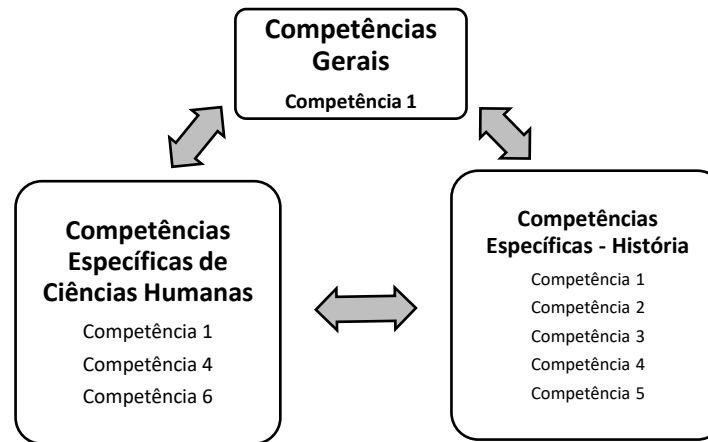 Competências
Gerais
Competência 1
Competências
Específicas de
Ciências Humanas
Competência 1
Competência 4
Competência 6
Competências
Específicas - História
Competência 1
Competência 2
Competência 3
Competência 4
Competência 5